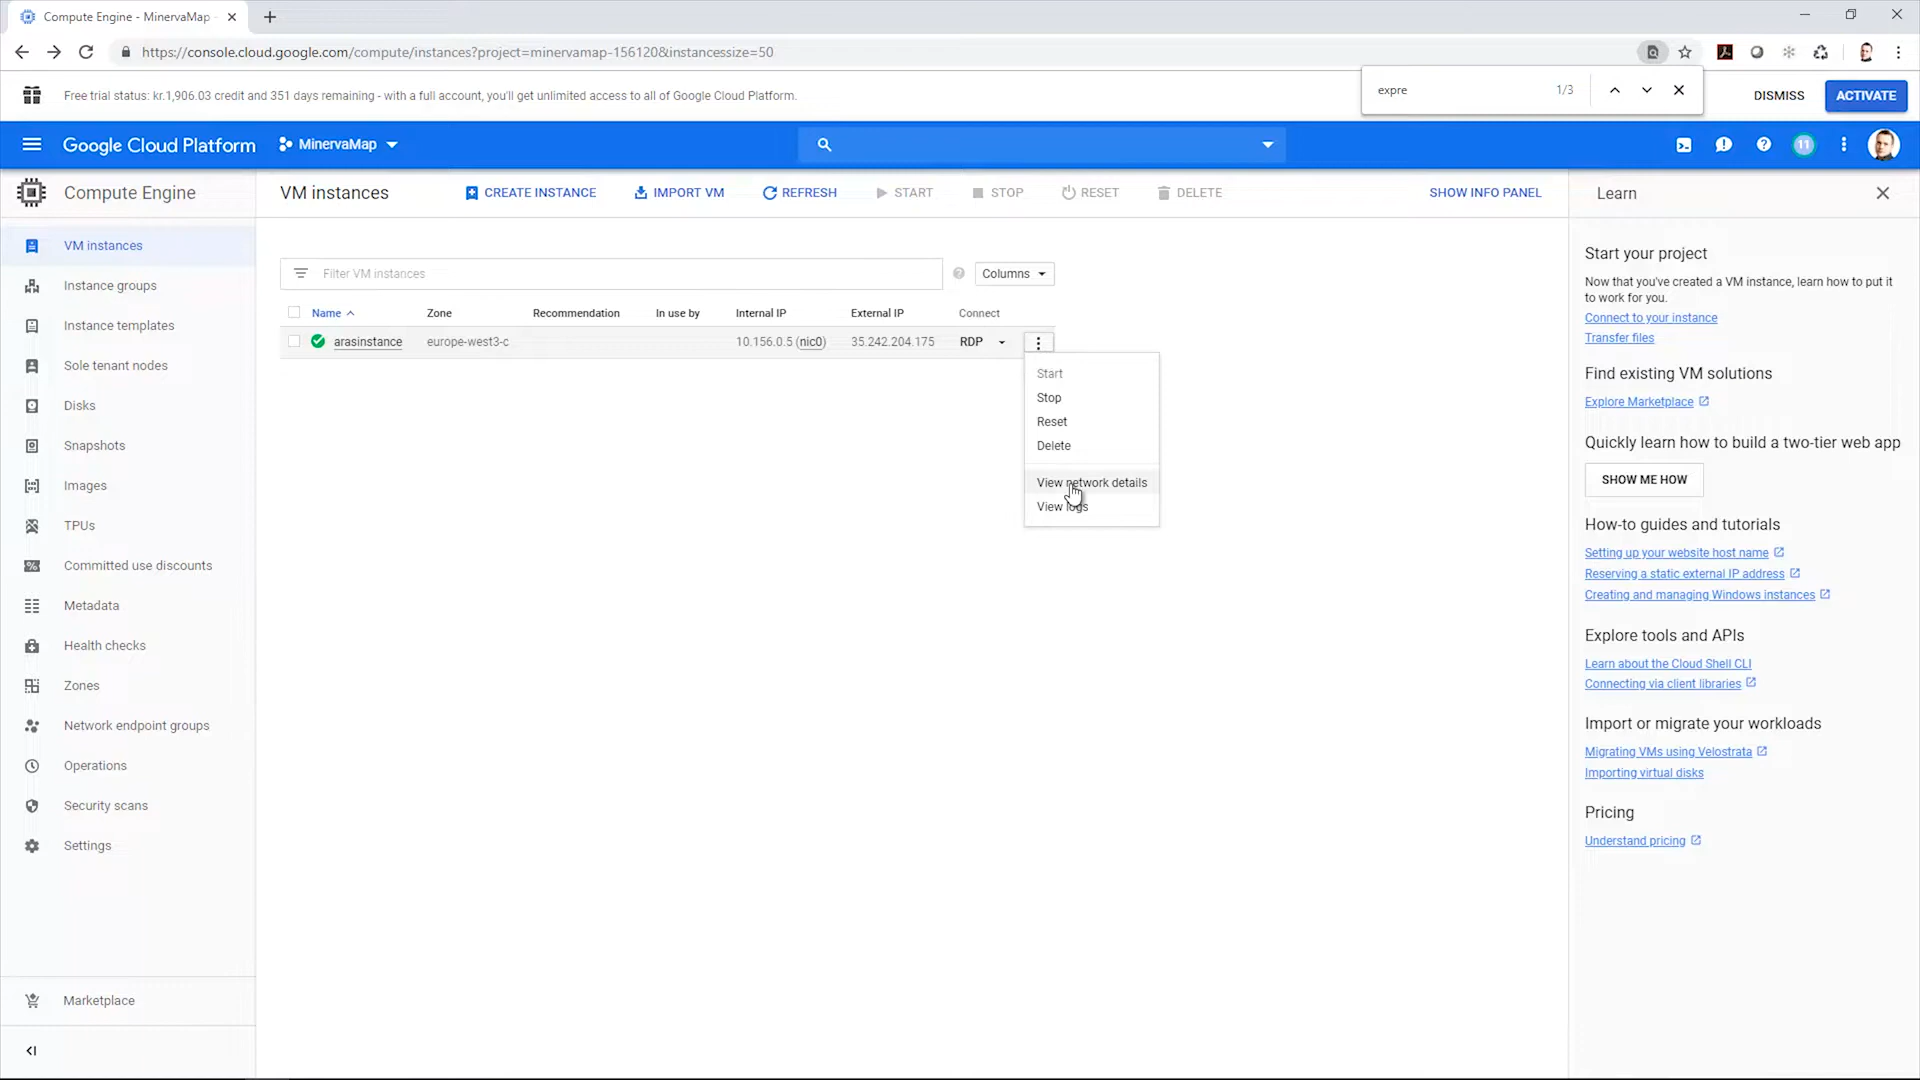 Compute Engine - MinervaMap
https://console.cloud.google.com/compute/instances?project=minervamap-156120&instancessize=50
Free trial status: kr.1,906.03 credit and 351 days remaining - with a full account, you'll get unlimited access to all of Google Cloud Platform.
expre
1/3
DISMISS
ACTIVATE
Google Cloud Platform
MinervaMap
11
Compute Engine
VM instances
CREATE INSTANCE
IMPORT VM
REFRESH
START
STOP
RESET
DELETE
SHOW INFO PANEL
Learn
VM instances
Instance groups
Instance templates
Sole tenant nodes
Disks
Snapshots
Images
TPUs
Committed use discounts
Metadata
Health checks
Zones
Network endpoint groups
Operations
Security scans
Settings
Marketplace
Filter VM instances
Columns
Name
Zone
Recommendation
In use by
Internal IP
External IP
Connect
arasinstance
europe-west3-c
10.156.0.5 (nic0)
35.242.204.175
RDP
Start
Stop
Reset
Delete
View network details
View logs
Start your project
Now that you've created a VM instance, learn how to put it
to work for you.
Connect to your instance
Transfer files
Find existing VM solutions
Explore Marketplace
Quickly learn how to build a two-tier web app
SHOW ME HOW
How-to guides and tutorials
Setting up your website host name
Reserving a static external IP address
Creating and managing Windows instances
Explore tools and APIs
Learn about the Cloud Shell CLI
Connecting via client libraries
Import or migrate your workloads
Migrating VMs using Velostrata
Importing virtual disks
Pricing
Understand pricing